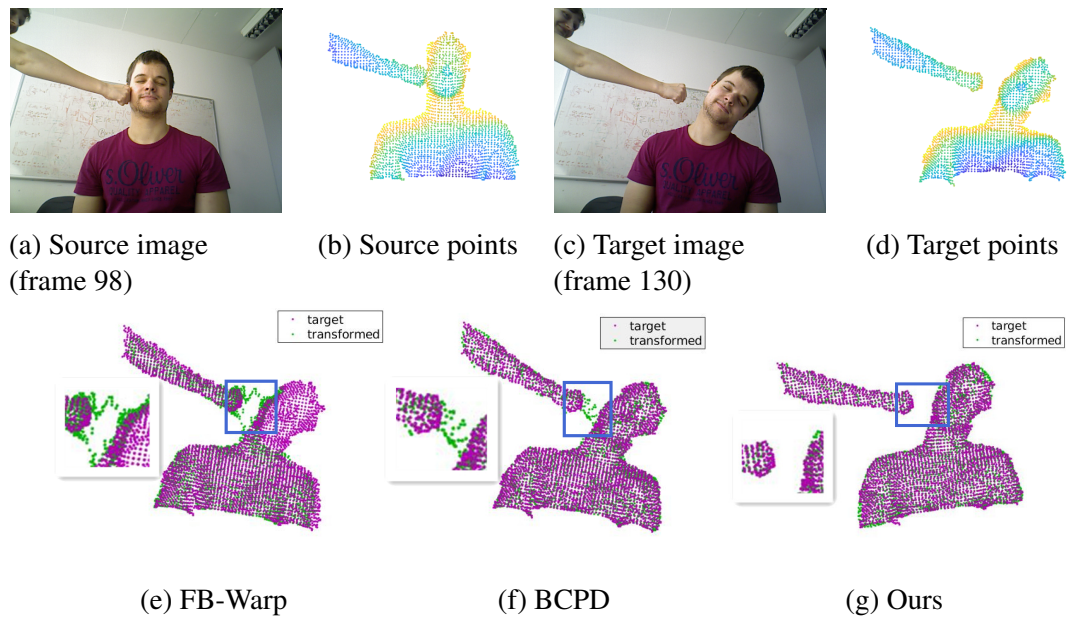 s.Oliver
s.Oliver
(a) Source image
(frame 98)
(b) Source points
(c) Target image
(frame 130)
(d) Target points
target
transformed
target
transformed
target
transformed
(e) FB-Warp
(f) BCPD
(g) Ours